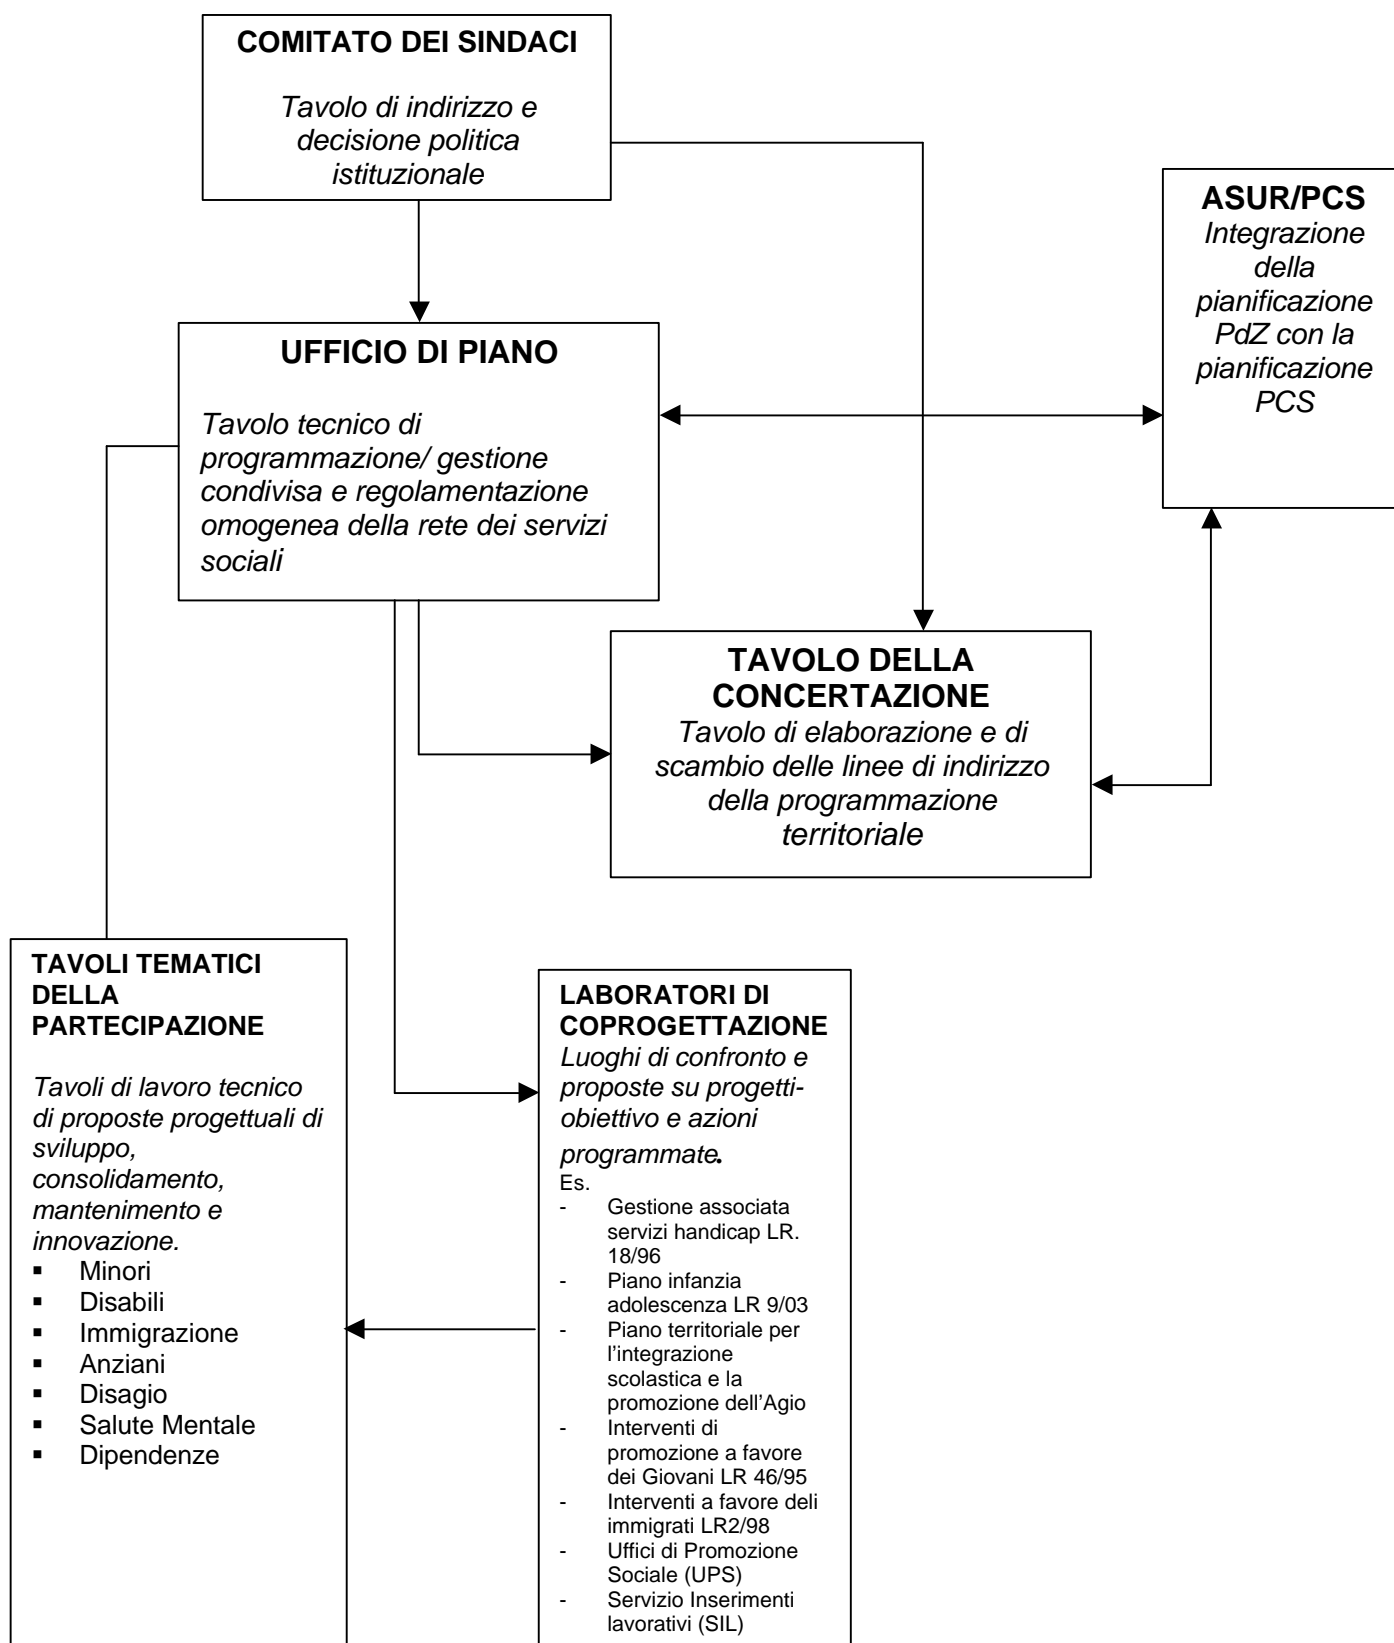 COMITATO DEI SINDACI
Tavolo di indirizzo e
decisione politica
istituzionale
ASUR/PCS
Integrazione
della
pianificazione
PdZ con la
pianificazione
PCS
UFFICIO DI PIANO
Tavolo tecnico di
programmazione/ gestione
condivisa e regolamentazione
omogenea della rete dei servizi
sociali
TAVOLO DELLA
CONCERTAZIONE
Tavolo di elaborazione e di
scambio delle linee di indirizzo
della programmazione
territoriale
TAVOLI TEMATICI
DELLA
PARTECIPAZIONE
Tavoli di lavoro tecnico
di proposte progettuali di
sviluppo,
consolidamento,
mantenimento e
innovazione.
▪ Minori
▪ Disabili
▪ Immigrazione
▪ Anziani
▪ Disagio
▪ Salute Mentale
▪ Dipendenze
LABORATORI DI
COPROGETTAZIONE
Luoghi di confronto e
proposte su progetti-
obiettivo e azioni
programmate.
Es.
- Gestione associata
servizi handicap LR.
18/96
- Piano infanzia
adolescenza LR 9/03
- Piano territoriale per
l’integrazione
scolastica e la
promozione dell’Agio
- Interventi di
promozione a favore
dei Giovani LR 46/95
- Interventi a favore deli
immigrati LR2/98
- Uffici di Promozione
Sociale (UPS)
- Servizio Inserimenti
lavorativi (SIL)